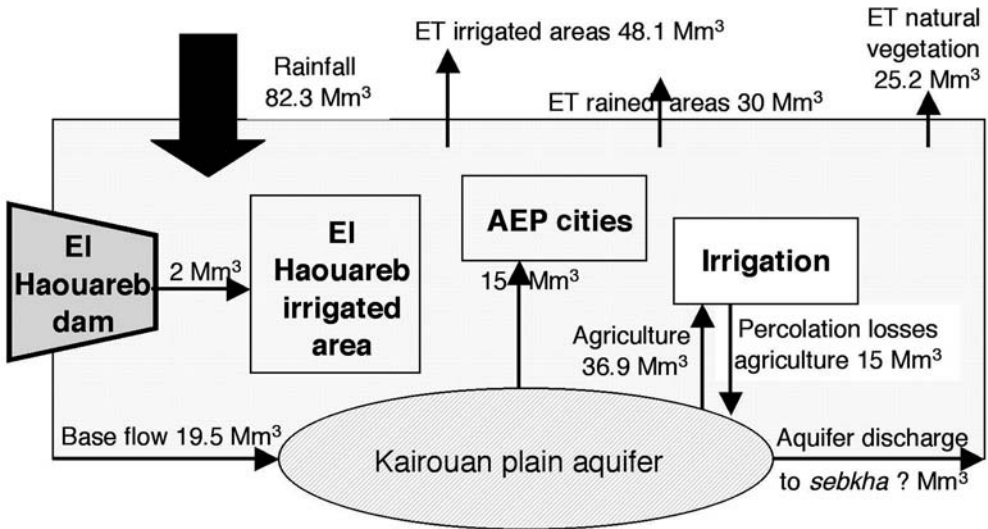 ET irrigated areas 48.1 Mm³
ET natural
vegetation
25.2 Mm³
Rainfall
82.3 Mm³
ET rained areas 30 Mm³
El
Haouareb
dam
2 Mm³
El
Haouareb
irrigated
area
AEP cities
15 Mm³
Irrigation
Agriculture
36.9 Mm³
Percolation losses
agriculture 15 Mm³
Base flow 19.5 Mm³
Kairouan plain aquifer
Aquifer discharge
to sebkha ? Mm³